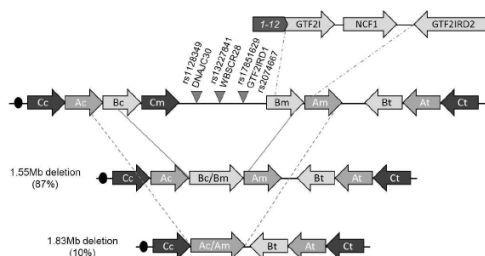 1-12 GTF2I NCF1 GTF2IRD2
rs1128349
DNAJC30
rs13227841
WBSCR28
rs17851629
GTF2IRD1
rs2074667
Cc Ac Bc Cm Bm Am Bt At Ct
1.55Mb deletion
(87%)
Cc Ac Bc/Bm Am Bt At Ct
1.83Mb deletion
(10%)
Cc Ac/Am Bt At Ct